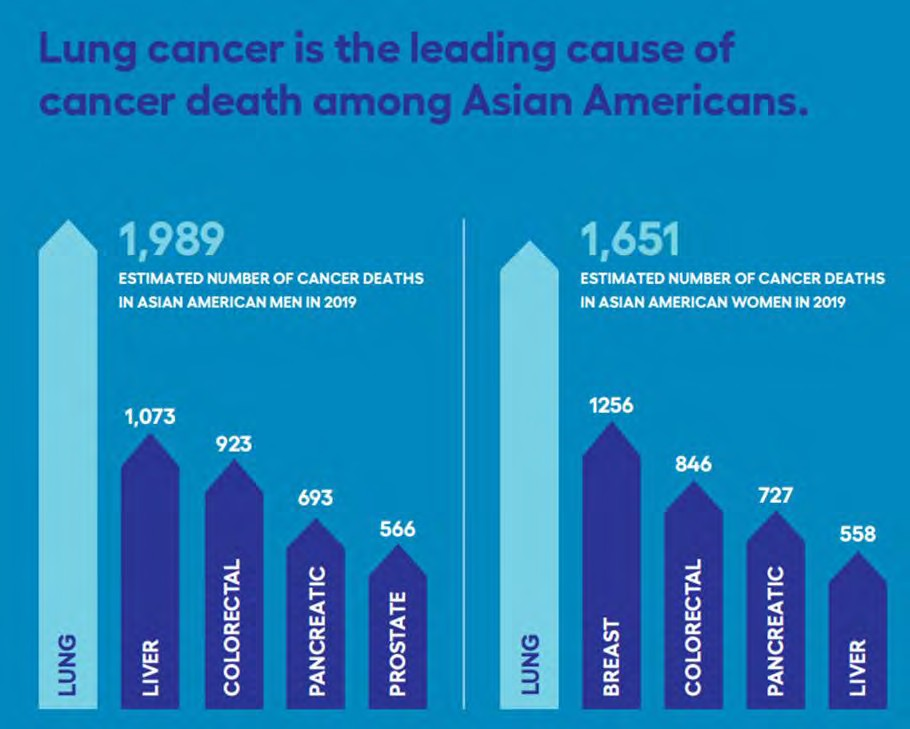 Lung cancer is the leading cause of
cancer death among Asian Americans.
1,989
ESTIMATED NUMBER OF CANCER DEATHS
IN ASIAN AMERICAN MEN IN 2019
1,073
923
693
566
LUNG
LIVER
COLORECTAL
PANCREATIC
PROSTATE
1,651
ESTIMATED NUMBER OF CANCER DEATHS
IN ASIAN AMERICAN WOMEN IN 2019
1256
846
727
558
LUNG
BREAST
COLORECTAL
PANCREATIC
LIVER